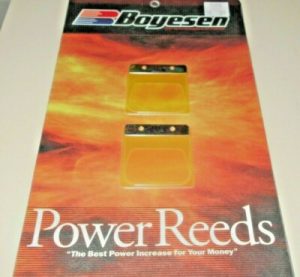 Boyesen
Power Reeds
"The Best Power Increase for Your Money"